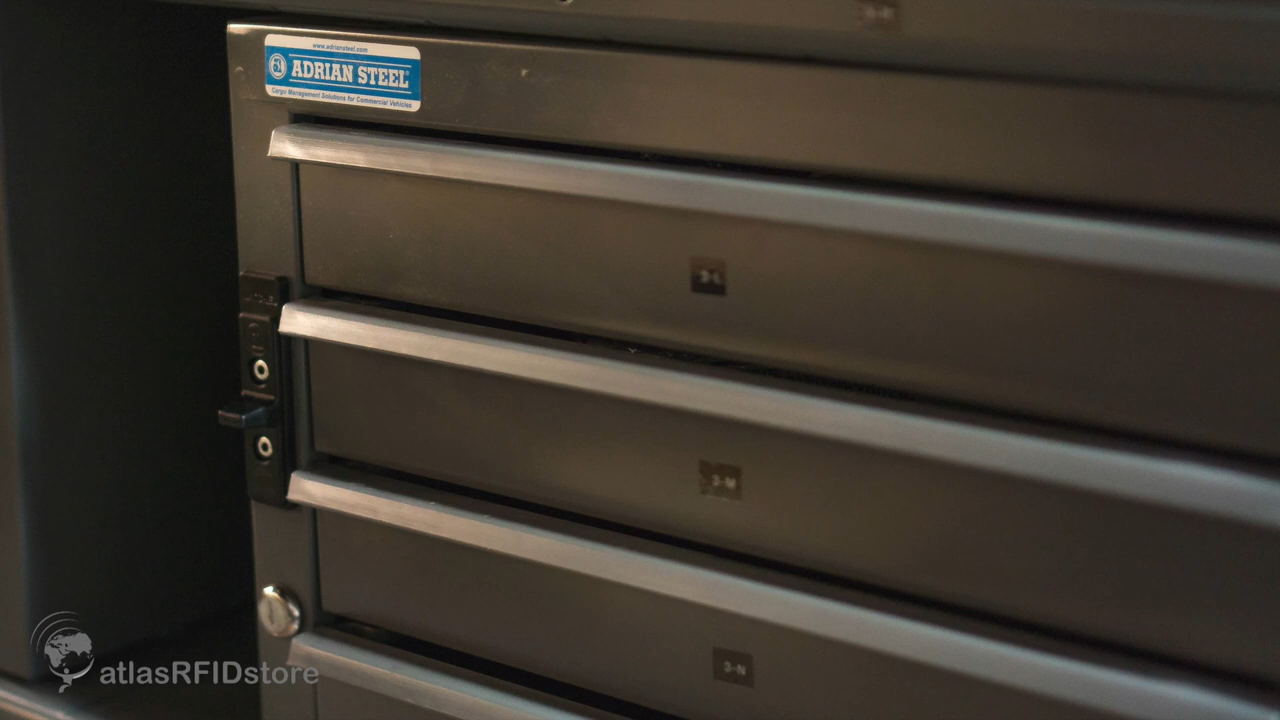 www.adriansteel.com
ADRIAN STEEL
Cargo Management Solutions for Commercial Vehicles
3-L
3-M
3-N
atlasRFIDstore